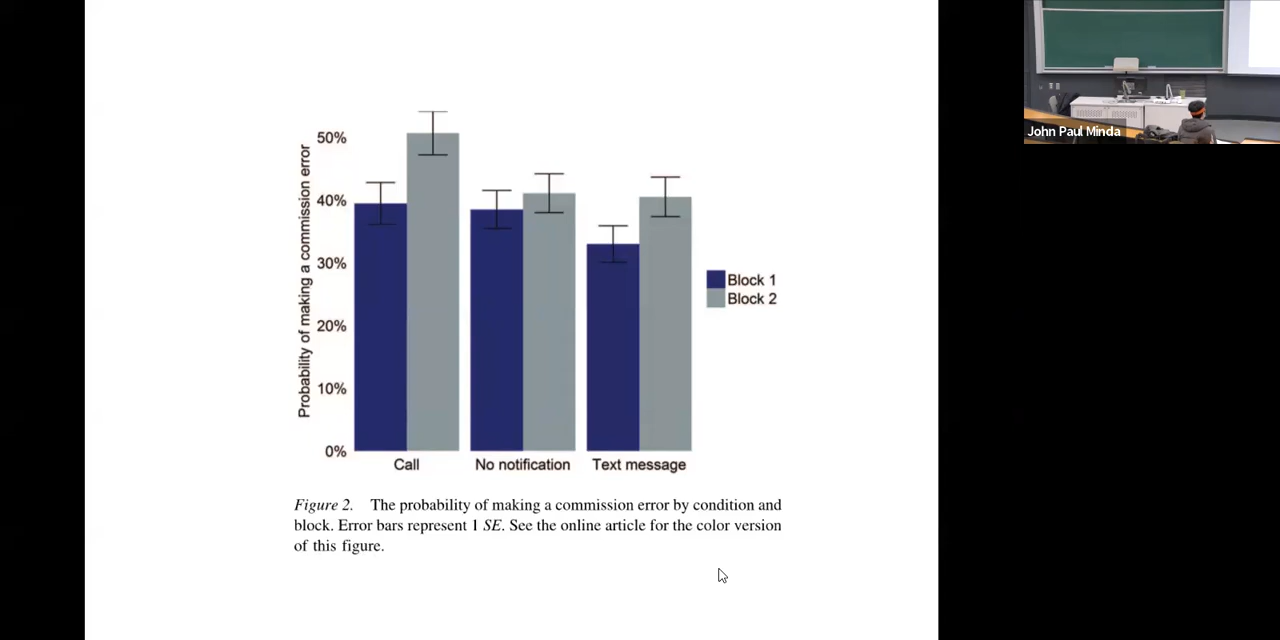 John Paul Minda
Probability of making a commission error
50%
40%
30%
20%
10%
0%
Call
No notification
Text message
Block 1
Block 2
Figure 2. The probability of making a commission error by condition and
block. Error bars represent 1 SE. See the online article for the color version
of this figure.